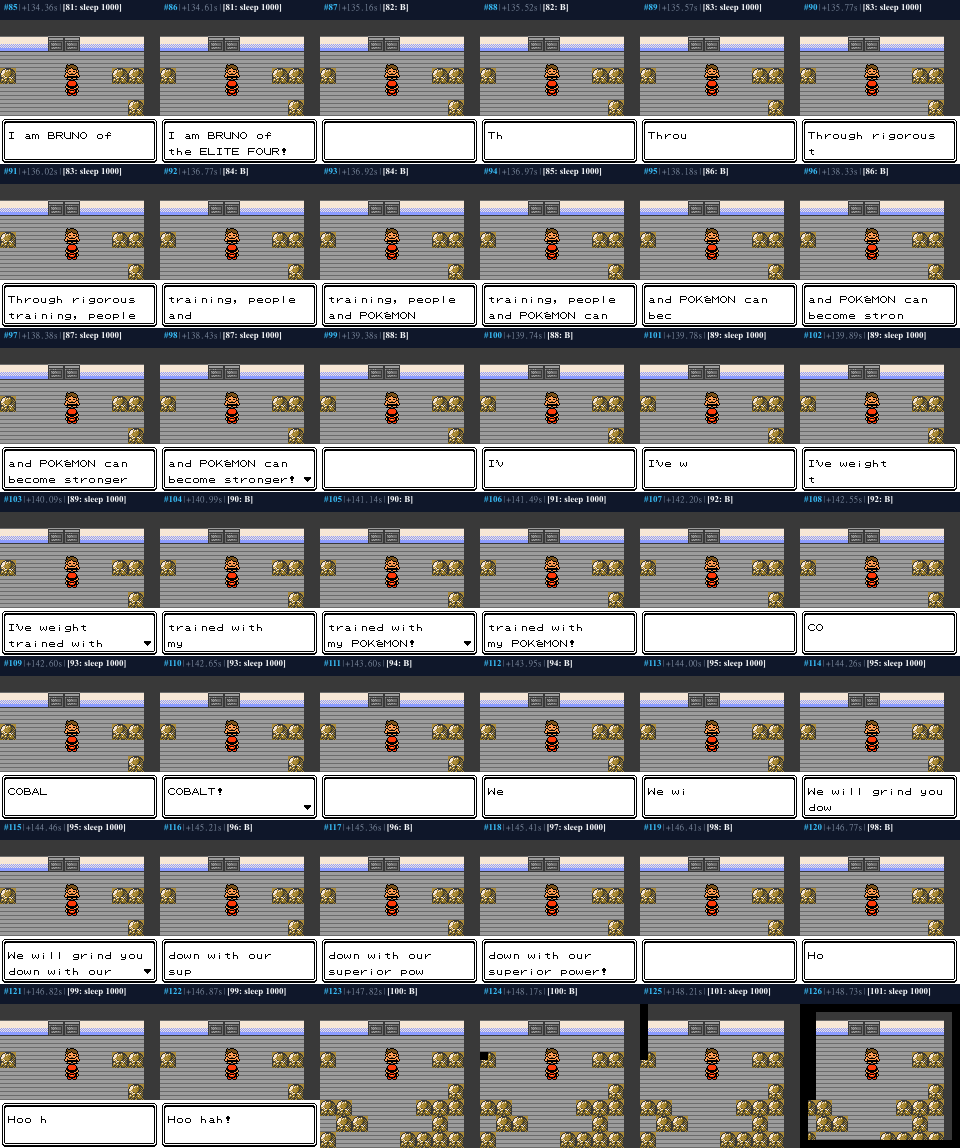 #85|+134.36s|[81: sleep 1000]
#86|+134.61s|[81: sleep 1000]
#87|+135.16s|[82: B]
#88|+135.52s|[82: B]
#89|+135.57s|[83: sleep 1000]
#90|+135.77s|[83: sleep 1000]
I am BRUNO of
I am BRUNO of
the ELITE FOUR!
Th
Throu
Through rigorous
t
#91|+136.02s|[83: sleep 1000]
#92|+136.77s|[84: B]
#93|+136.92s|[84: B]
#94|+136.97s|[85: sleep 1000]
#95|+138.18s|[86: B]
#96|+138.33s|[86: B]
Through rigorous
training, people
training, people
and
training, people
and POKéMON
training, people
and POKéMON can
and POKéMON can
bec
and POKéMON can
become stron
#97|+138.38s|[87: sleep 1000]
#98|+138.43s|[87: sleep 1000]
#99|+139.38s|[88: B]
#100|+139.74s|[88: B]
#101|+139.78s|[89: sleep 1000]
#102|+139.89s|[89: sleep 1000]
and POKéMON can
become stronger
and POKéMON can
become stronger!
I'v
I've w
I've weight
t
#103|+140.09s|[89: sleep 1000]
#104|+140.99s|[90: B]
#105|+141.14s|[90: B]
#106|+141.49s|[91: sleep 1000]
#107|+142.20s|[92: B]
#108|+142.55s|[92: B]
I've weight
trained with
trained with
my
trained with
my POKéMON!
trained with
my POKéMON!
CO
#109|+142.60s|[93: sleep 1000]
#110|+142.65s|[93: sleep 1000]
#111|+143.60s|[94: B]
#112|+143.95s|[94: B]
#113|+144.00s|[95: sleep 1000]
#114|+144.26s|[95: sleep 1000]
COBAL
COBALT!
We
We wi
We will grind you
dow
#115|+144.46s|[95: sleep 1000]
#116|+145.21s|[96: B]
#117|+145.36s|[96: B]
#118|+145.41s|[97: sleep 1000]
#119|+146.41s|[98: B]
#120|+146.77s|[98: B]
We will grind you
down with our
down with our
sup
down with our
superior pow
down with our
superior power!
Ho
#121|+146.82s|[99: sleep 1000]
#122|+146.87s|[99: sleep 1000]
#123|+147.82s|[100: B]
#124|+148.17s|[100: B]
#125|+148.21s|[101: sleep 1000]
#126|+148.73s|[101: sleep 1000]
Hoo h
Hoo hah!